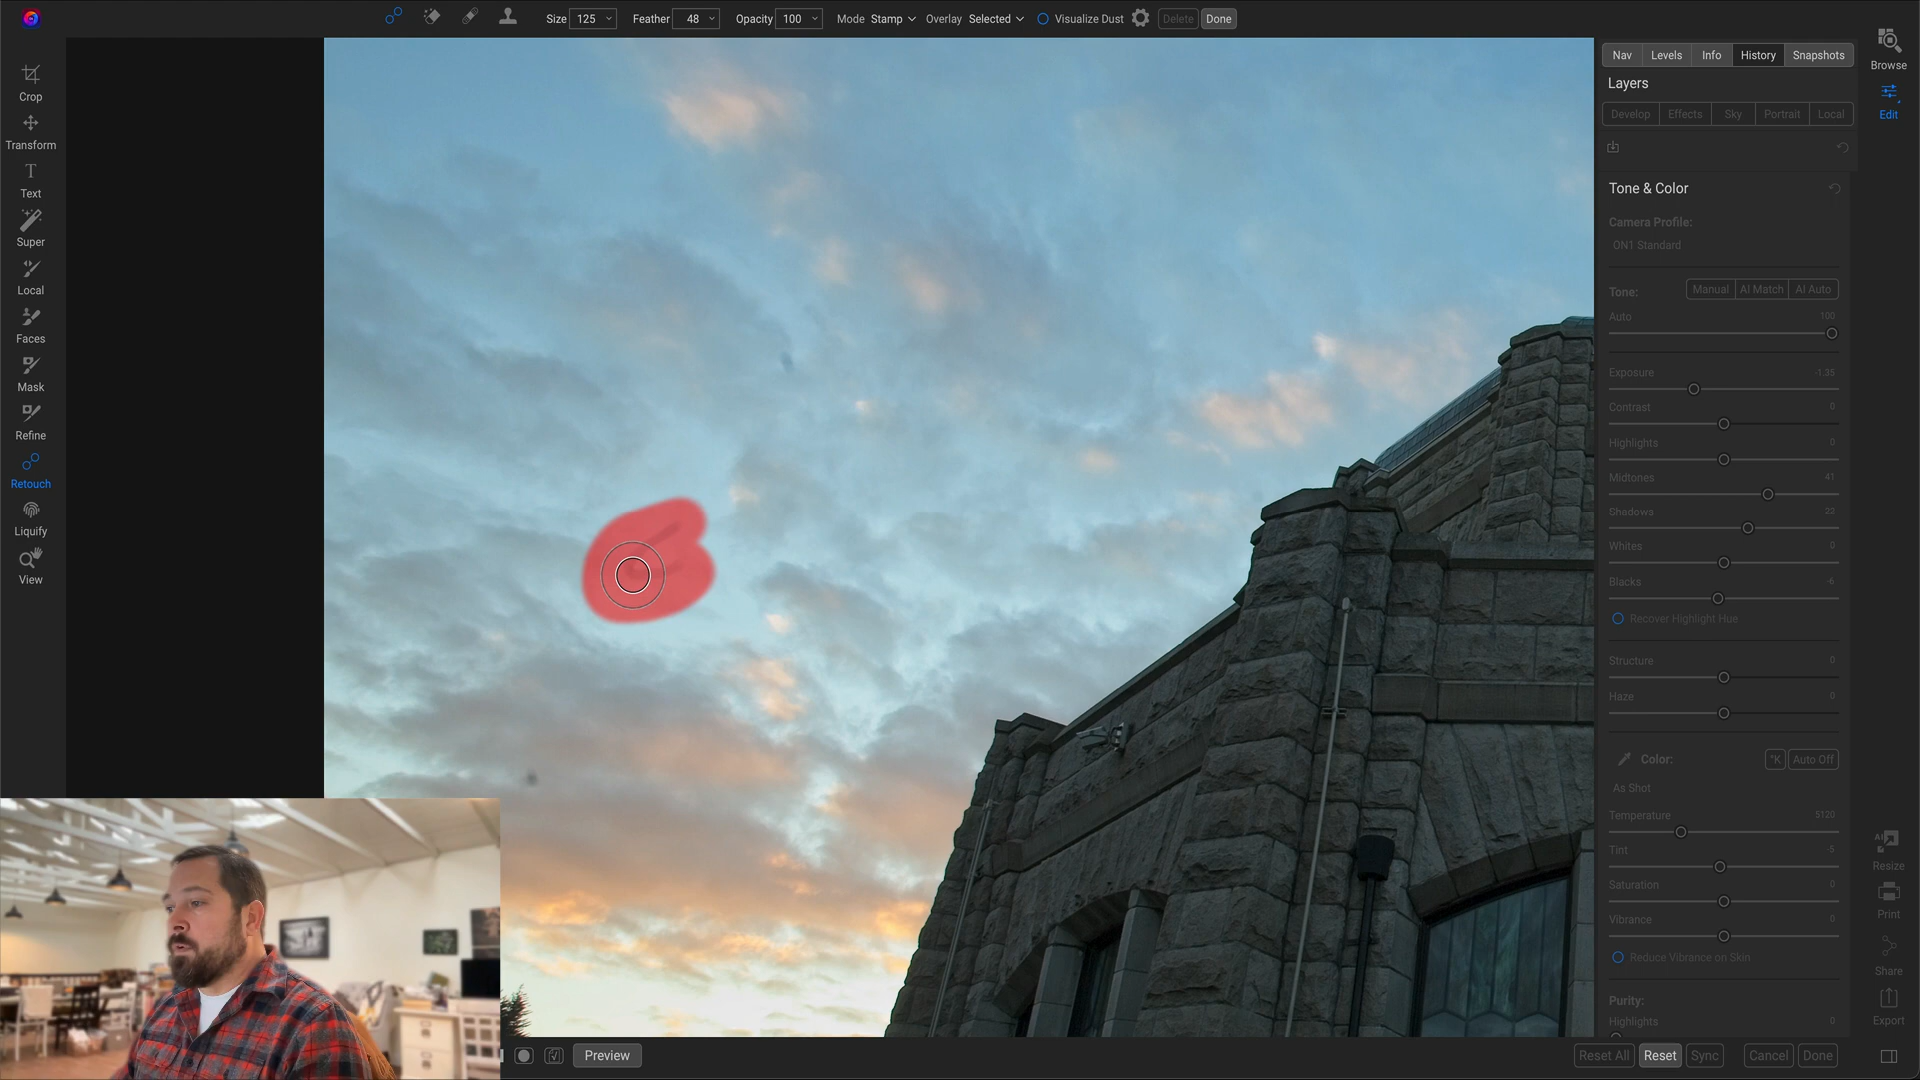 Size 125 Feather 48 Opacity 100 Mode Stamp Overlay Selected Visualize Dust Delete Done
Crop
Transform
Text
Super
Local
Faces
Mask
Refine
Retouch
Liquify
View
Nav Levels Info History Snapshots
Layers
Develop Effects Sky Portrait Local
Tone & Color
Camera Profile:
ON1 Standard
Tone: Manual AI Match AI Auto
Auto 100
Exposure -1.35
Contrast 0
Highlights 0
Midtones 41
Shadows 22
Whites 0
Blacks -6
Recover Highlight Hue
Structure 0
Haze 0
Color: °K Auto Off
As Shot
Temperature 5120
Tint -5
Saturation 0
Vibrance 0
Reduce Vibrance on Skin
Purity:
Highlights 0
Browse
Edit
AI
Resize
Print
Share
Export
Preview
Reset All Reset Sync Cancel Done